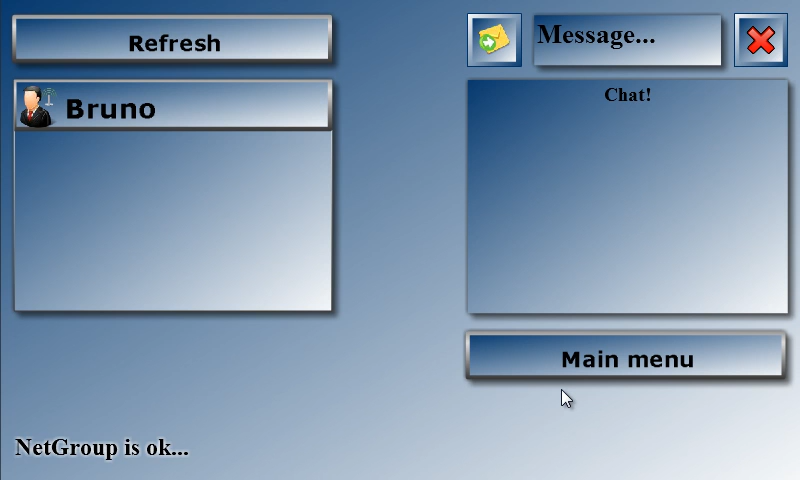 Refresh
Message...
Bruno
Chat!
Main menu
NetGroup is ok...